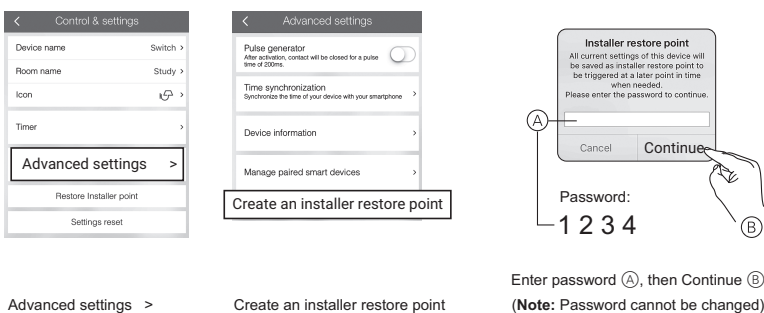 Control & settings
Device name Switch >
Room name Study >
Icon >
Timer >
Advanced settings >
Restore Installer point
Settings reset
Advanced settings >
Advanced settings
Pulse generator
After activation, contact will be closed for a pulse
time of 200ms.
Time synchronization >
Synchronize the time of your device with your smartphone
Device information >
Manage paired smart devices >
Create an installer restore point
Create an installer restore point
Installer restore point
All current settings of this device will
be saved as installer restore point to
be triggered at a later point in time
when needed.
Please enter the password to continue.
A
Cancel Continue
Password:
1 2 3 4
B
Enter password A, then Continue B
(Note: Password cannot be changed)